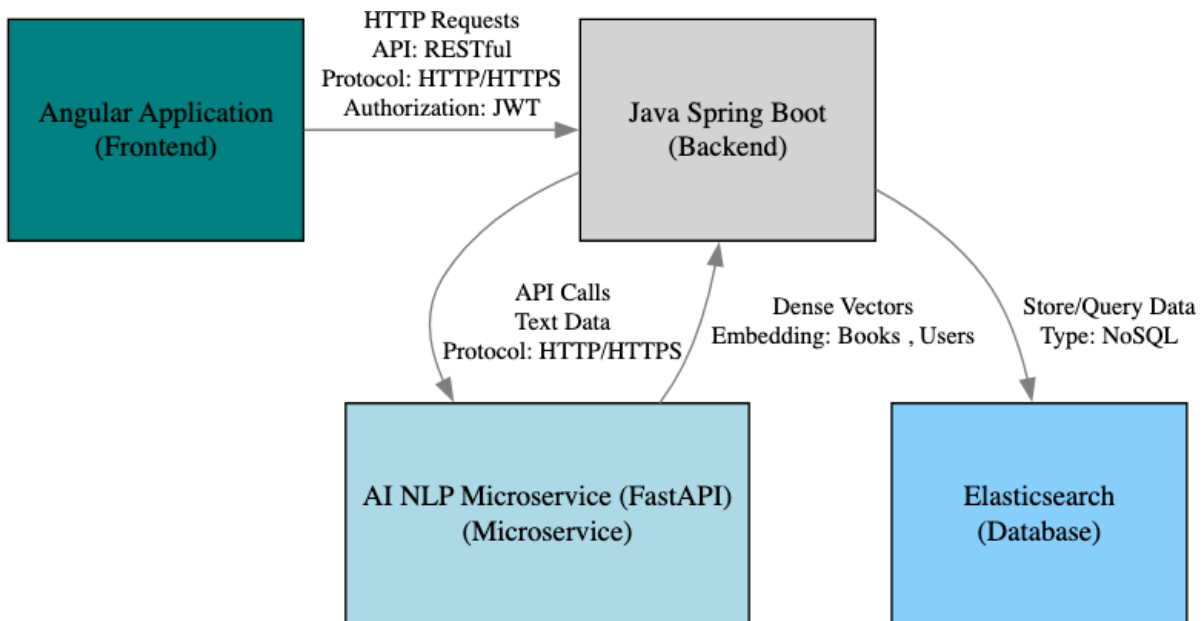 HTTP Requests
API: RESTful
Protocol: HTTP/HTTPS
Authorization: JWT
Angular Application
(Frontend)
Java Spring Boot
(Backend)
API Calls
Text Data
Protocol: HTTP/HTTPS
Dense Vectors
Embedding: Books , Users
Store/Query Data
Type: NoSQL
AI NLP Microservice (FastAPI)
(Microservice)
Elasticsearch
(Database)